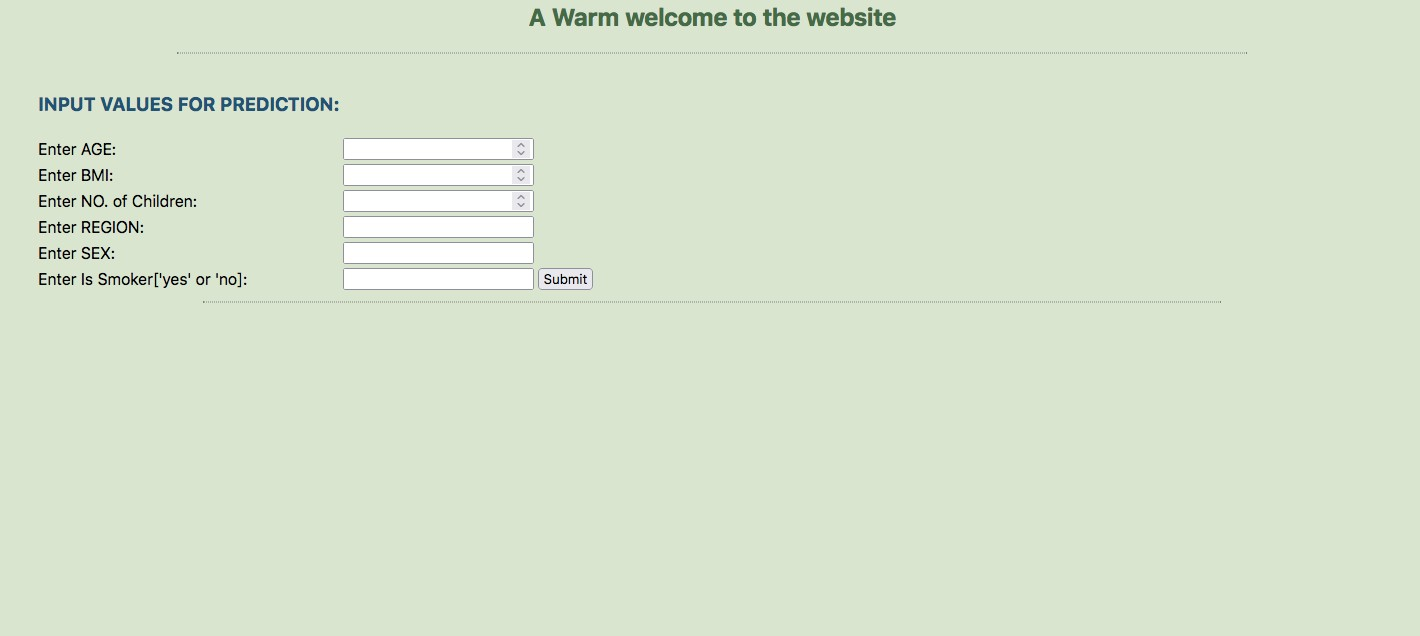 A Warm welcome to the website
INPUT VALUES FOR PREDICTION:
Enter AGE:
Enter BMI:
Enter NO. of Children:
Enter REGION:
Enter SEX:
Enter Is Smoker['yes' or 'no]: Submit